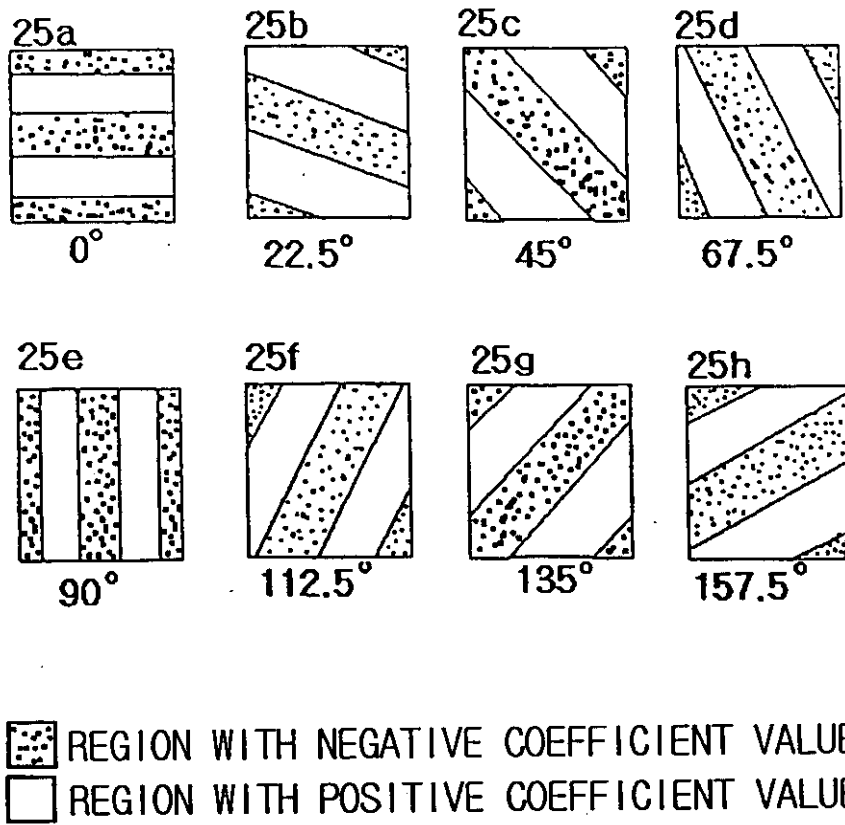 25a 25b 25c 25d
0° 22.5° 45° 67.5°
25e 25f 25g 25h
90° 112.5° 135° 157.5°
REGION WITH NEGATIVE COEFFICIENT VALUE
REGION WITH POSITIVE COEFFICIENT VALUE